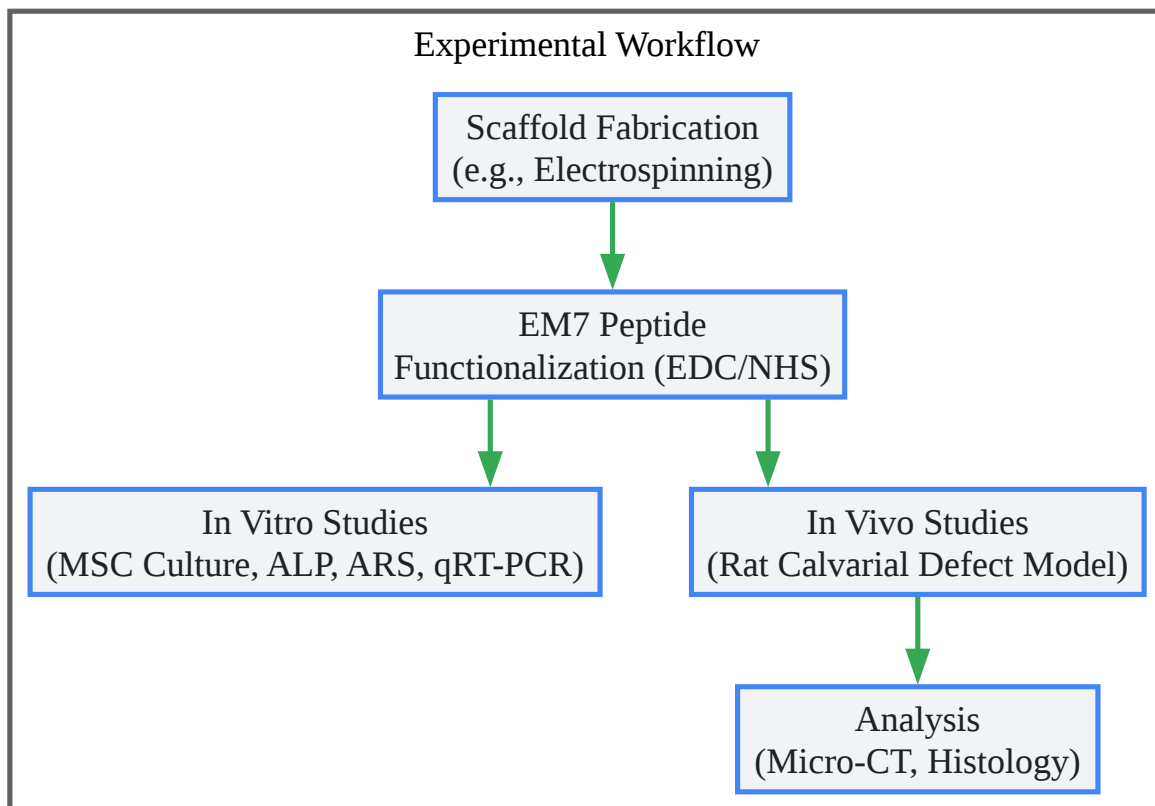 Experimental Workflow
Scaffold Fabrication
(e.g., Electrospinning)
EM7 Peptide
Functionalization (EDC/NHS)
In Vitro Studies
(MSC Culture, ALP, ARS, qRT-PCR)
In Vivo Studies
(Rat Calvarial Defect Model)
Analysis
(Micro-CT, Histology)